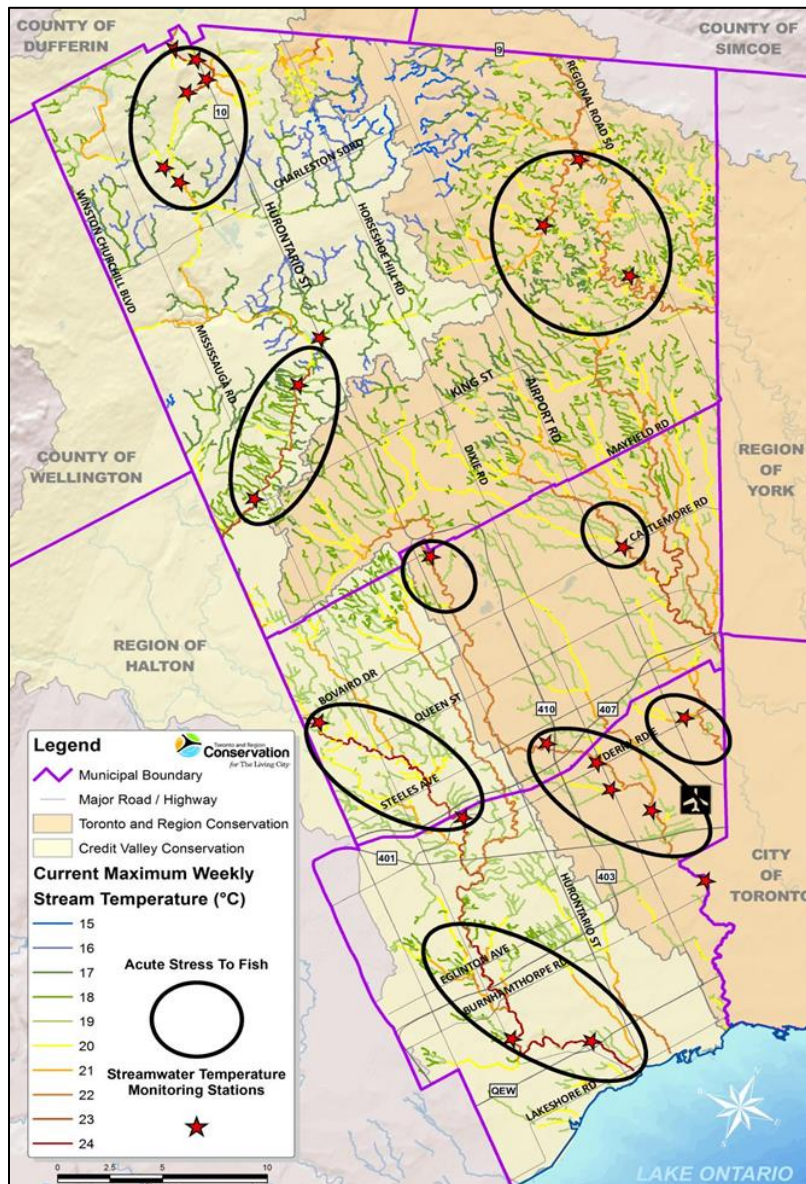 COUNTY OF
DUFFERIN
COUNTY OF
SIMCOE
9
REGIONAL ROAD 50
10
CHARLESTON SDRD
WINSTON CHURCHILL BLVD
HURONTARIO ST
HORSESHOE HILL RD
MISSISSAUGA RD
KING ST
AIRPORT RD
DIXIE RD
MAYFIELD RD
COUNTY OF
WELLINGTON
REGION
OF
YORK
CASTLEMORE RD
REGION OF
HALTON
BOVAIRD DR
QUEEN ST
410
407
DERRY RD E
STEELES AVE
401
403
HURONTARIO ST
CITY
OF
TORONTO
EGLINTON AVE
BURNHAMTHORPE RD
QEW
LAKESHORE RD
LAKE ONTARIO
Legend
Toronto and Region
Conservation
for The Living City
Municipal Boundary
Major Road / Highway
Toronto and Region Conservation
Credit Valley Conservation
Current Maximum Weekly
Stream Temperature (°C)
15
16
17
18
19
20
21
22
23
24
Acute Stress To Fish
Streamwater Temperature
Monitoring Stations
0 5 10